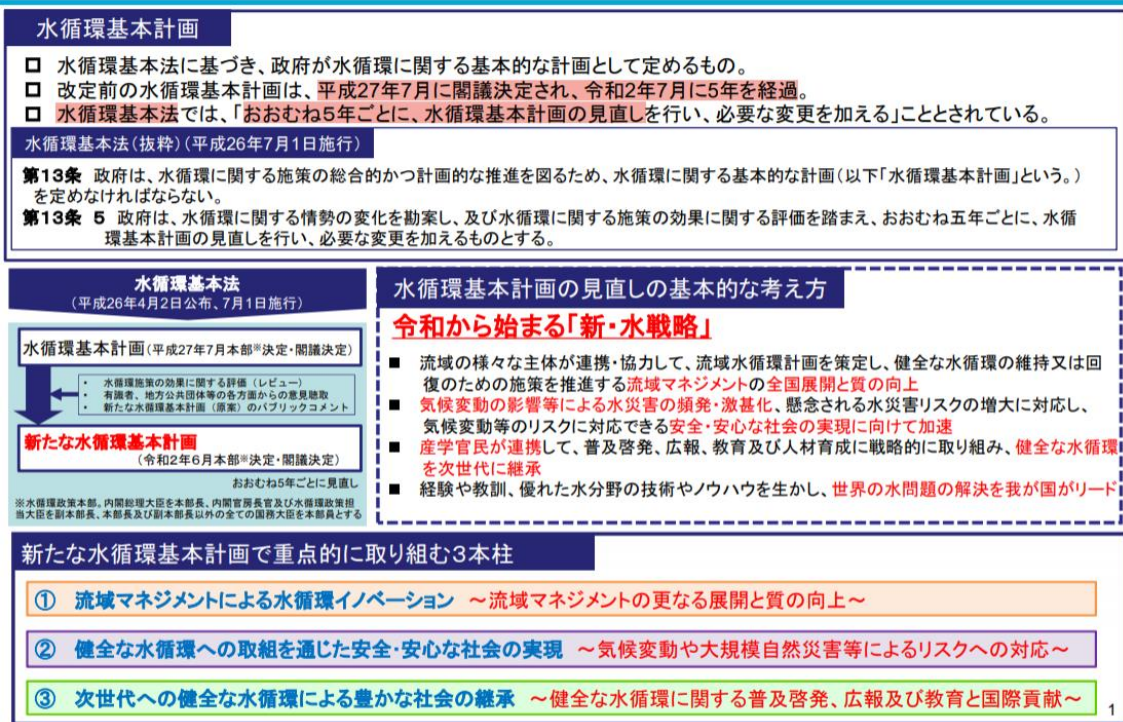 水循環基本計画
□ 水循環基本法に基づき、政府が水循環に関する基本的な計画として定めるもの。
□ 改定前の水循環基本計画は、平成27年7月に閣議決定され、令和2年7月に5年を経過。
□ 水循環基本法では、「おおむね5年ごとに、水循環基本計画の見直しを行い、必要な変更を加える」こととされている。
水循環基本法(抜粋)(平成26年7月1日施行)
第13条 政府は、水循環に関する施策の総合的かつ計画的な推進を図るため、水循環に関する基本的な計画(以下「水循環基本計画」という。)
を定めなければならない。
第13条 5 政府は、水循環に関する情勢の変化を勘案し、及び水循環に関する施策の効果に関する評価を踏まえ、おおむね五年ごとに、水循
環基本計画の見直しを行い、必要な変更を加えるものとする。
水循環基本法
(平成26年4月2日公布、7月1日施行)
水循環基本計画(平成27年7月本部※決定・閣議決定)
・ 水循環施策の効果に関する評価(レビュー)
・ 有識者、地方公共団体等の各方面からの意見聴取
・ 新たな水循環基本計画(原案)のパブリックコメント
新たな水循環基本計画
(令和2年6月本部※決定・閣議決定)
おおむね5年ごとに見直し
※水循環政策本部。内閣総理大臣を本部長、内閣官房長官及び水循環政策担
当大臣を副本部長、本部長及び副本部長以外の全ての国務大臣を本部員とする
水循環基本計画の見直しの基本的な考え方
令和から始まる「新・水戦略」
■ 流域の様々な主体が連携・協力して、流域水循環計画を策定し、健全な水循環の維持又は回
復のための施策を推進する流域マネジメントの全国展開と質の向上
■ 気候変動の影響等による水災害の頻発・激甚化、懸念される水災害リスクの増大に対応し、
気候変動等のリスクに対応できる安全・安心な社会の実現に向けて加速
■ 産学官民が連携して、普及啓発、広報、教育及び人材育成に戦略的に取り組み、健全な水循環
を次世代に継承
■ 経験や教訓、優れた水分野の技術やノウハウを生かし、世界の水問題の解決を我が国がリード
新たな水循環基本計画で重点的に取り組む3本柱
① 流域マネジメントによる水循環イノベーション ～流域マネジメントの更なる展開と質の向上～
② 健全な水循環への取組を通じた安全・安心な社会の実現 ～気候変動や大規模自然災害等によるリスクへの対応～
③ 次世代への健全な水循環による豊かな社会の継承 ～健全な水循環に関する普及啓発、広報及び教育と国際貢献～
1